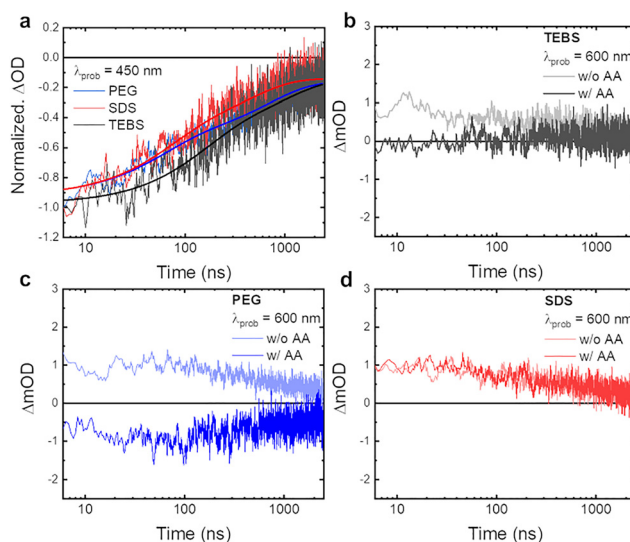 a
Normalized. ΔOD
0.2
0.0
-0.2
-0.4
-0.6
-0.8
-1.0
-1.2
λprob = 450 nm
PEG
SDS
TEBS
10 100 1000
Time (ns)
b
ΔmOD
3
2
1
0
-1
-2
TEBS
λprob = 600 nm
w/o AA
w/ AA
10 100 1000
Time (ns)
c
ΔmOD
3
2
1
0
-1
-2
PEG
λprob = 600 nm
w/o AA
w/ AA
10 100 1000
Time (ns)
d
ΔmOD
3
2
1
0
-1
-2
SDS
λprob = 600 nm
w/o AA
w/ AA
10 100 1000
Time (ns)